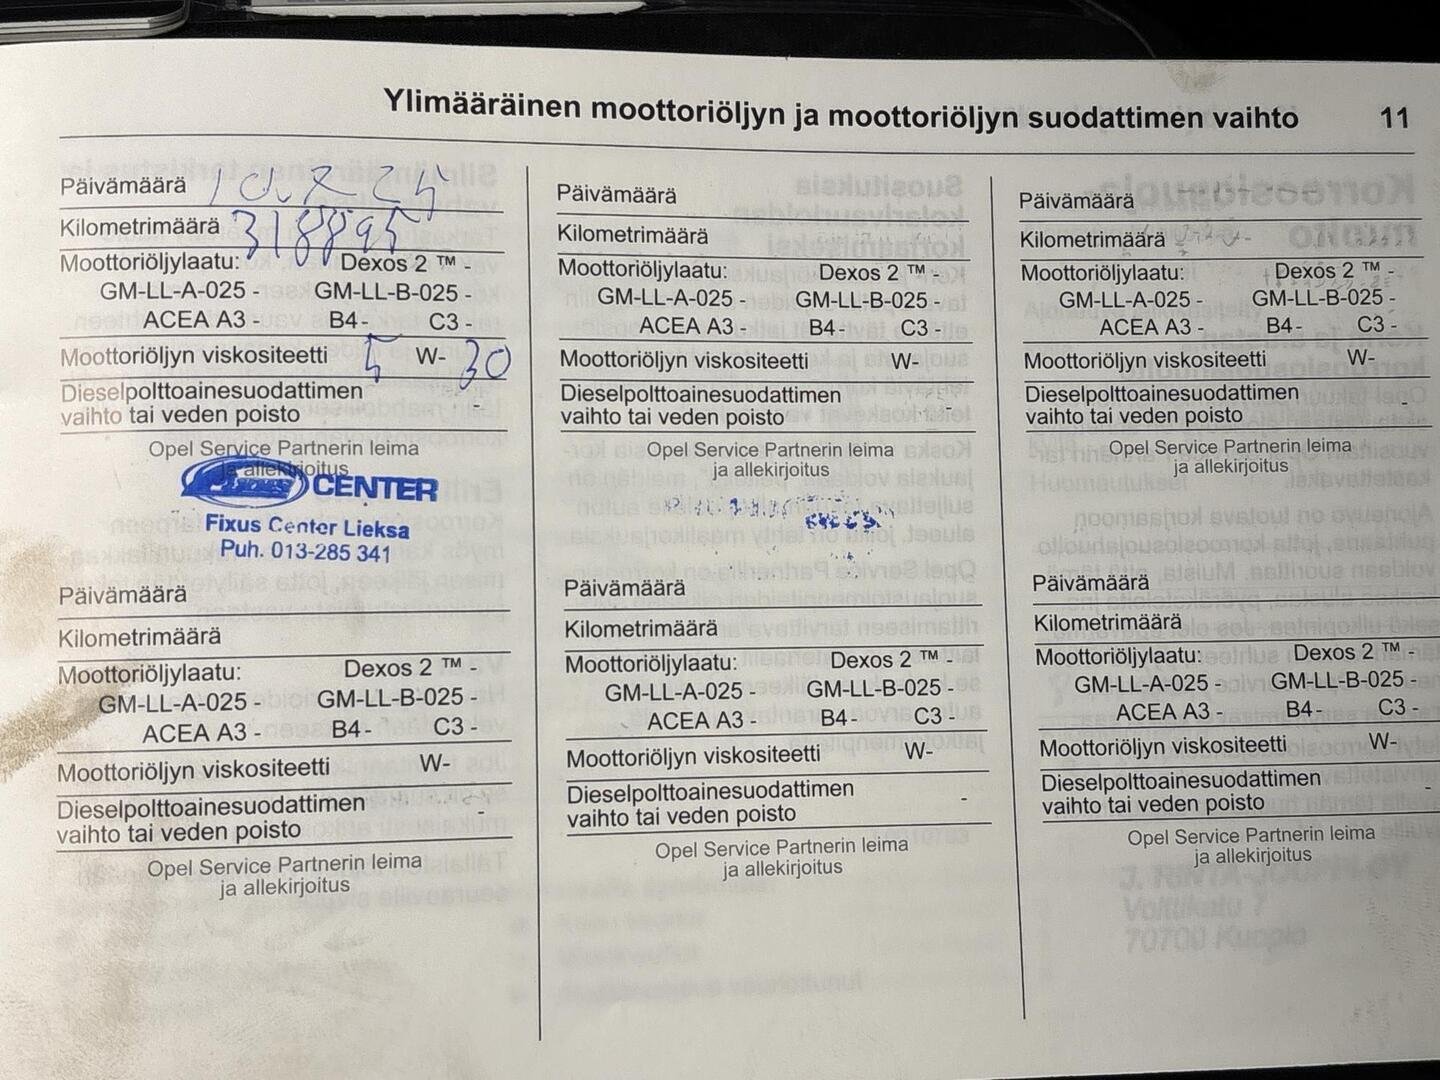 Ylimääräinen moottoriöljyn ja moottoriöljyn suodattimen vaihto 11
Päivämäärä
Kilometrimäärä 318895
Moottoriöljylaatu: Dexos 2 ™ -
GM-LL-A-025 - GM-LL-B-025 -
ACEA A3 - B4 - C3 -
Moottoriöljyn viskositeetti 5 W- 30
Dieselpolttoainesuodattimen
vaihto tai veden poisto -
Opel Service Partnerin leima
ja allekirjoitus
CENTER
Fixus Center Lieksa
Puh. 013-285 341
Päivämäärä
Kilometrimäärä
Moottoriöljylaatu: Dexos 2 ™ -
GM-LL-A-025 - GM-LL-B-025 -
ACEA A3 - B4 - C3 -
Moottoriöljyn viskositeetti W-
Dieselpolttoainesuodattimen
vaihto tai veden poisto -
Opel Service Partnerin leima
ja allekirjoitus
Päivämäärä
Kilometrimäärä
Moottoriöljylaatu: Dexos 2 ™ -
GM-LL-A-025 - GM-LL-B-025 -
ACEA A3 - B4 - C3 -
Moottoriöljyn viskositeetti W-
Dieselpolttoainesuodattimen
vaihto tai veden poisto -
Opel Service Partnerin leima
ja allekirjoitus
Päivämäärä
Kilometrimäärä
Moottoriöljylaatu: Dexos 2 ™ -
GM-LL-A-025 - GM-LL-B-025 -
ACEA A3 - B4 - C3 -
Moottoriöljyn viskositeetti W-
Dieselpolttoainesuodattimen
vaihto tai veden poisto -
Opel Service Partnerin leima
ja allekirjoitus
Päivämäärä
Kilometrimäärä
Moottoriöljylaatu: Dexos 2 ™ -
GM-LL-A-025 - GM-LL-B-025 -
ACEA A3 - B4 - C3 -
Moottoriöljyn viskositeetti W-
Dieselpolttoainesuodattimen
vaihto tai veden poisto -
Opel Service Partnerin leima
ja allekirjoitus
Päivämäärä
Kilometrimäärä
Moottoriöljylaatu: Dexos 2 ™ -
GM-LL-A-025 - GM-LL-B-025 -
ACEA A3 - B4 - C3 -
Moottoriöljyn viskositeetti W-
Dieselpolttoainesuodattimen
vaihto tai veden poisto -
Opel Service Partnerin leima
ja allekirjoitus
J. RINTA-JOUPPI OY
Volttikatu 7
70700 Kuopio